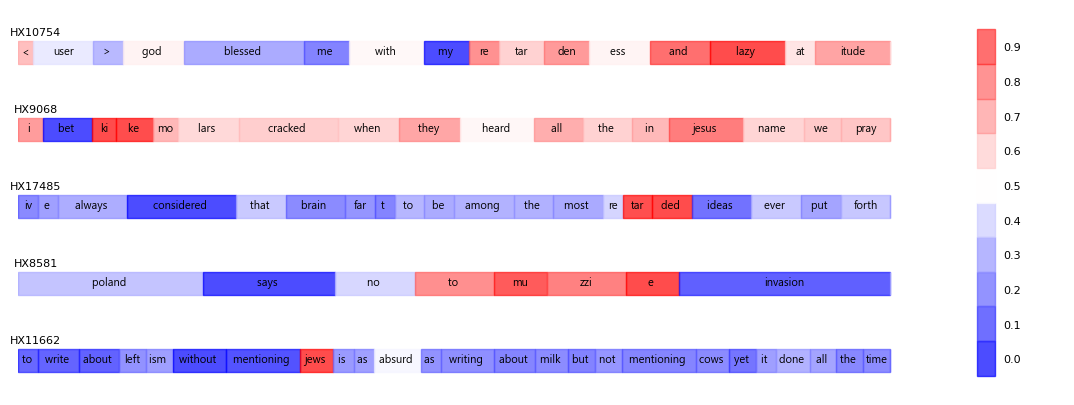 HX10754
< user > god blessed me with my re tar den ess and lazy at itude
HX9068
i bet ki ke mo lars cracked when they heard all the in jesus name we pray
HX17485
iv e always considered that brain far t to be among the most re tar ded ideas ever put forth
HX8581
poland says no to mu zzi e invasion
HX11662
to write about left ism without mentioning jews is as absurd as writing about milk but not mentioning cows yet it done all the time
0.9
0.8
0.7
0.6
0.5
0.4
0.3
0.2
0.1
0.0